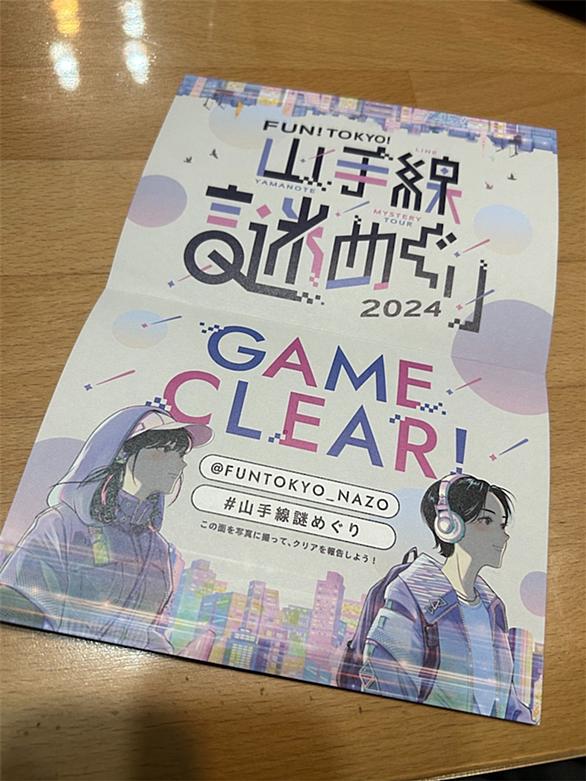 FUN!TOKYO!
山手線
YAMANOTE LINE
謎めぐり
MYSTERY
TOUR
2024
GAME
CLEAR!
@FUNTOKYO_NAZO
#山手線謎めぐり
この面を写真に撮って、クリアを報告しよう！